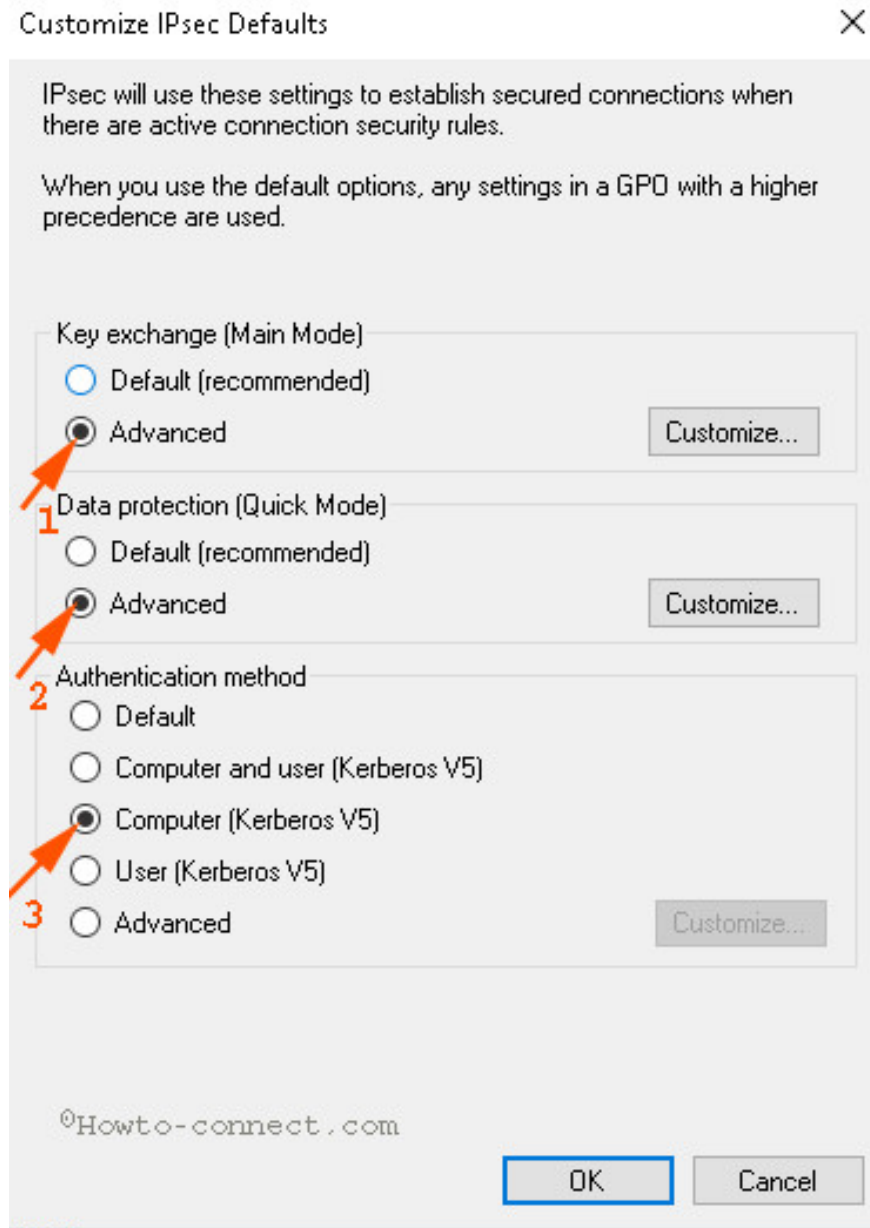 Customize IPsec Defaults
IPsec will use these settings to establish secured connections when
there are active connection security rules.
When you use the default options, any settings in a GPO with a higher
precedence are used.
Key exchange (Main Mode)
Default (recommended)
Advanced
Customize...
1
Data protection (Quick Mode)
Default (recommended)
Advanced
Customize...
2
Authentication method
Default
Computer and user (Kerberos V5)
Computer (Kerberos V5)
User (Kerberos V5)
3
Advanced
Customize...
©Howto-connect.com
OK
Cancel